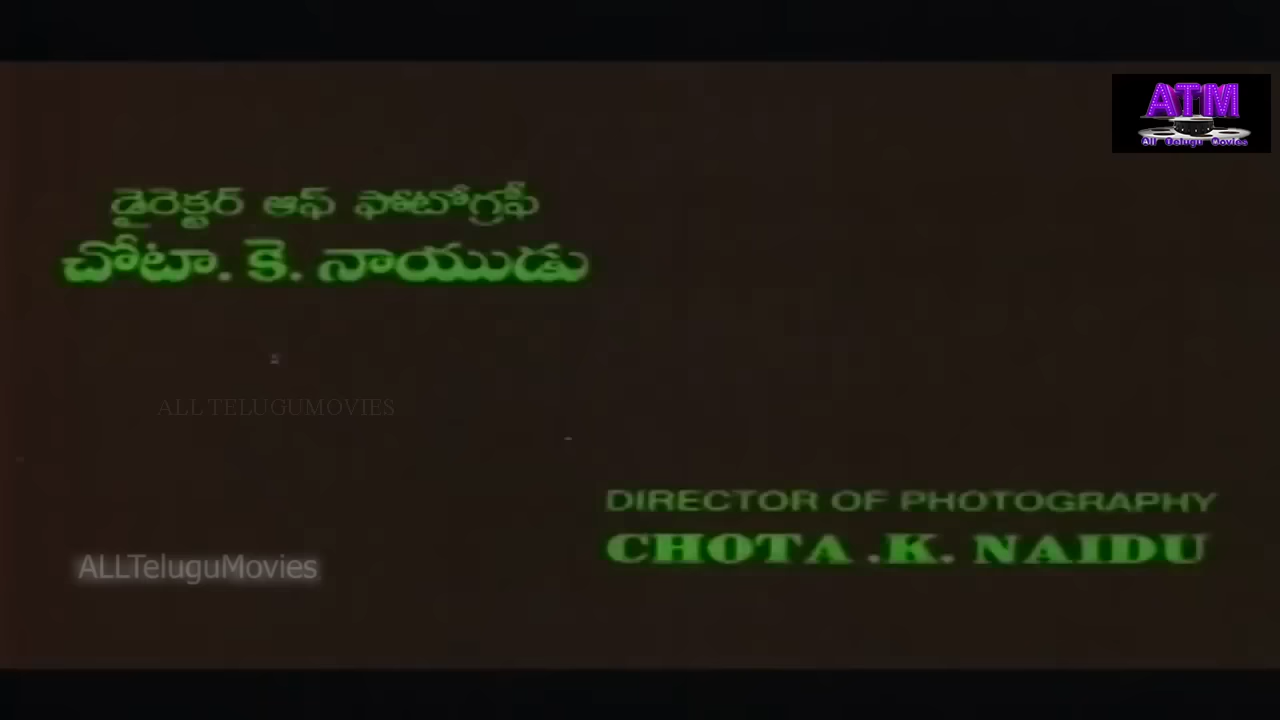 ATM
All Telugu Movies
డైరెక్టర్ ఆఫ్ ఫోటోగ్రఫీ
చోటా. కె. నాయుడు
ALL TELUGUMOVIES
DIRECTOR OF PHOTOGRAPHY
CHOTA .K. NAIDU
ALLTeluguMovies